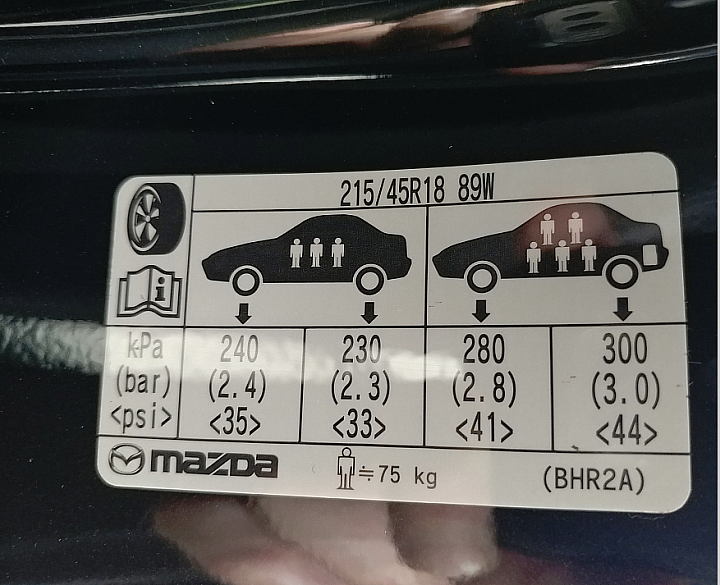 215/45R18 89W
kPa 240 230 280 300
(bar) (2.4) (2.3) (2.8) (3.0)
<psi> <35> <33> <41> <44>
mazda ≒75 kg (BHR2A)